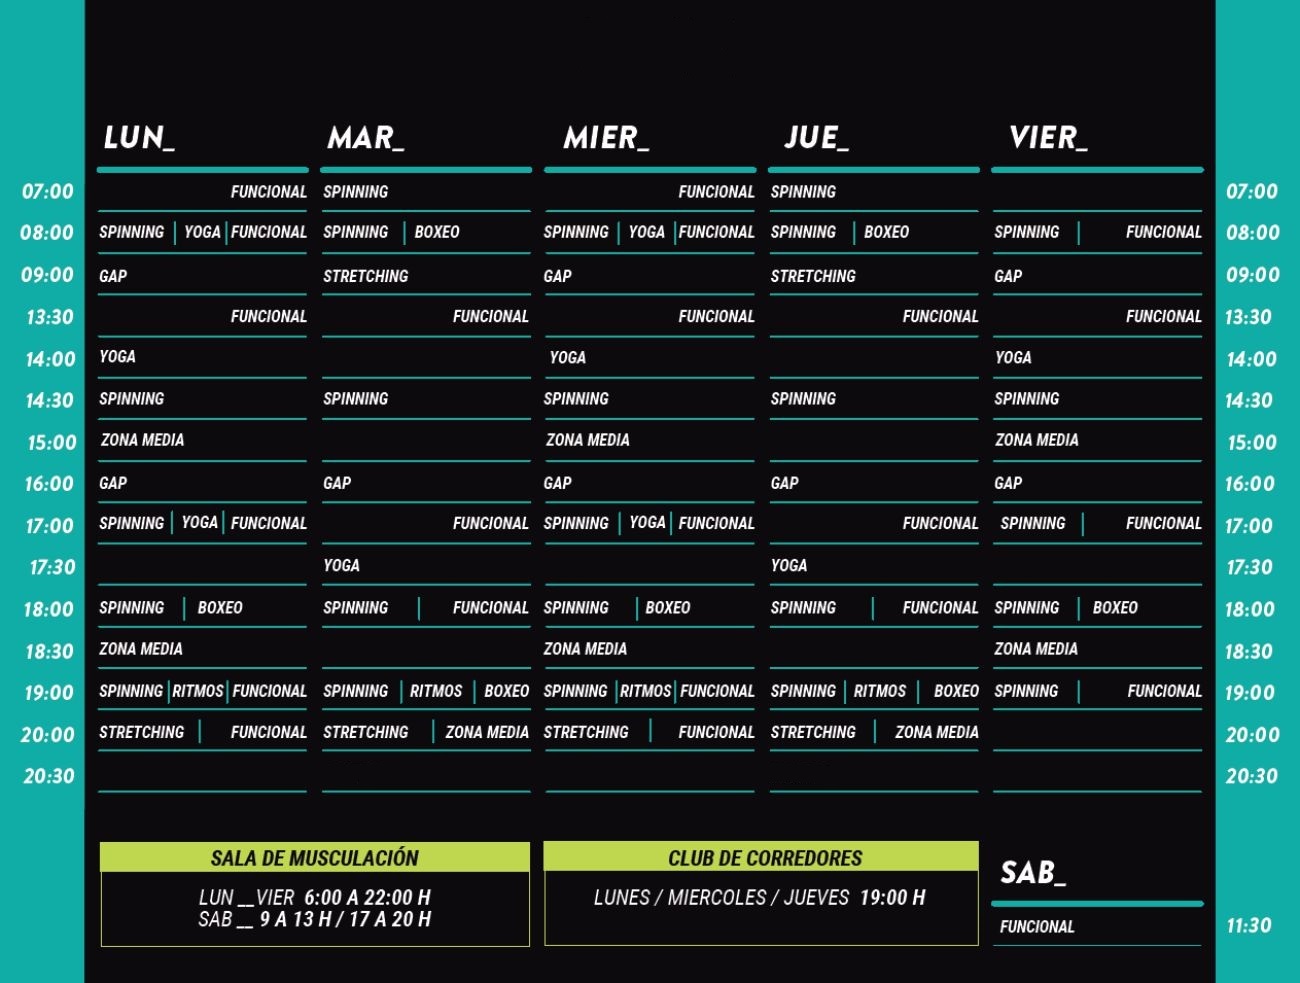 LUN_ MAR_ MIER_ JUE_ VIER_
07:00 FUNCIONAL SPINNING FUNCIONAL SPINNING 07:00
08:00 SPINNING | YOGA | FUNCIONAL SPINNING | BOXEO SPINNING | YOGA | FUNCIONAL SPINNING | BOXEO SPINNING | FUNCIONAL 08:00
09:00 GAP STRETCHING GAP STRETCHING GAP 09:00
13:30 FUNCIONAL FUNCIONAL FUNCIONAL FUNCIONAL FUNCIONAL 13:30
14:00 YOGA YOGA YOGA 14:00
14:30 SPINNING SPINNING SPINNING SPINNING SPINNING 14:30
15:00 ZONA MEDIA ZONA MEDIA ZONA MEDIA 15:00
16:00 GAP GAP GAP GAP GAP 16:00
17:00 SPINNING | YOGA | FUNCIONAL FUNCIONAL SPINNING | YOGA | FUNCIONAL FUNCIONAL SPINNING | FUNCIONAL 17:00
17:30 YOGA YOGA 17:30
18:00 SPINNING | BOXEO SPINNING | FUNCIONAL SPINNING | BOXEO SPINNING | FUNCIONAL SPINNING | BOXEO 18:00
18:30 ZONA MEDIA ZONA MEDIA ZONA MEDIA 18:30
19:00 SPINNING | RITMOS | FUNCIONAL SPINNING | RITMOS | BOXEO SPINNING | RITMOS | FUNCIONAL SPINNING | RITMOS | BOXEO SPINNING | FUNCIONAL 19:00
20:00 STRETCHING | FUNCIONAL STRETCHING | ZONA MEDIA STRETCHING | FUNCIONAL STRETCHING | ZONA MEDIA 20:00
20:30 20:30
SALA DE MUSCULACIÓN
LUN __VIER 6:00 A 22:00 H
SAB __ 9 A 13 H / 17 A 20 H
CLUB DE CORREDORES
LUNES / MIERCOLES / JUEVES 19:00 H
SAB_
FUNCIONAL 11:30